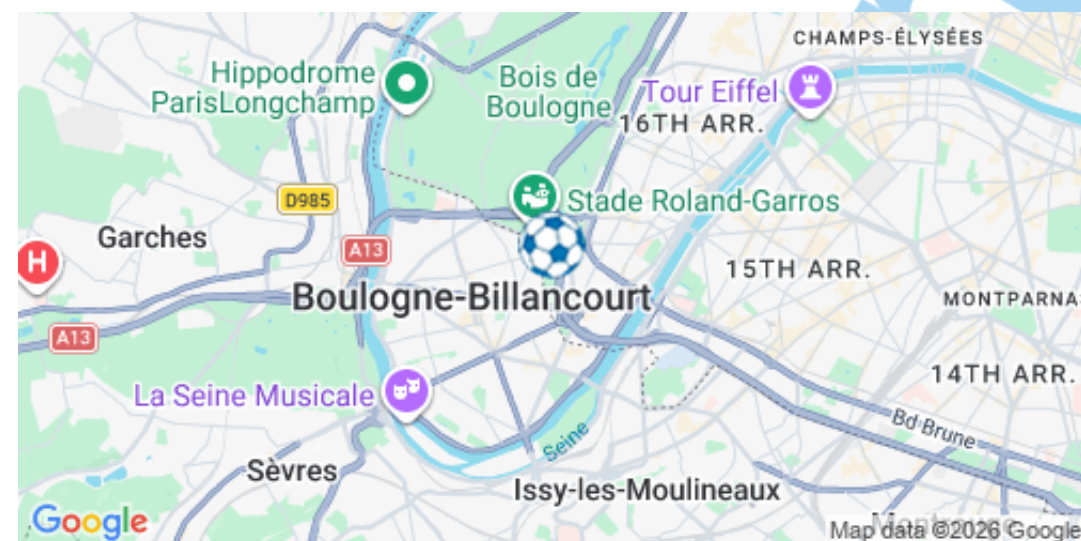 CHAMPS-ÉLYSÉES
Hippodrome
ParisLongchamp
Bois de
Boulogne
Tour Eiffel
16TH ARR.
D985
Stade Roland-Garros
Garches
A13
H
15TH ARR.
Boulogne-Billancourt
MONTPARNA
A13
14TH ARR.
La Seine Musicale
Bd Brune
Seine
Sèvres
Issy-les-Moulineaux
Google
Map data ©2026 Google